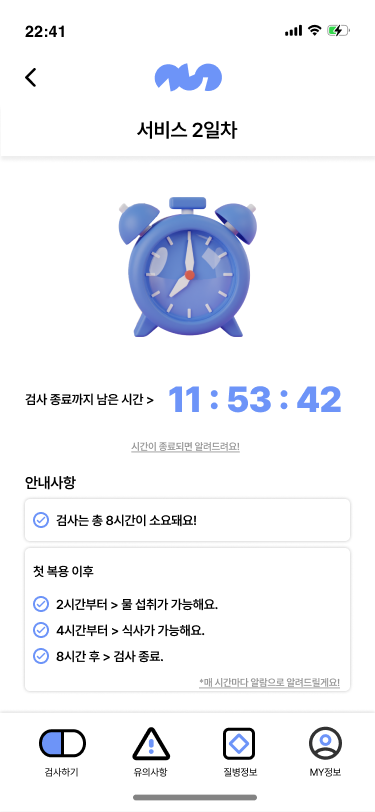 22:41
서비스 2일차
검사 종료까지 남은 시간 > 11 : 53 : 42
시간이 종료되면 알려드려요!
안내사항
검사는 총 8시간이 소요돼요!
첫 복용 이후
2시간부터 > 물 섭취가 가능해요.
4시간부터 > 식사가 가능해요.
8시간 후 > 검사 종료.
*매 시간마다 알람으로 알려드릴게요!
검사하기 유의사항 질병정보 MY정보